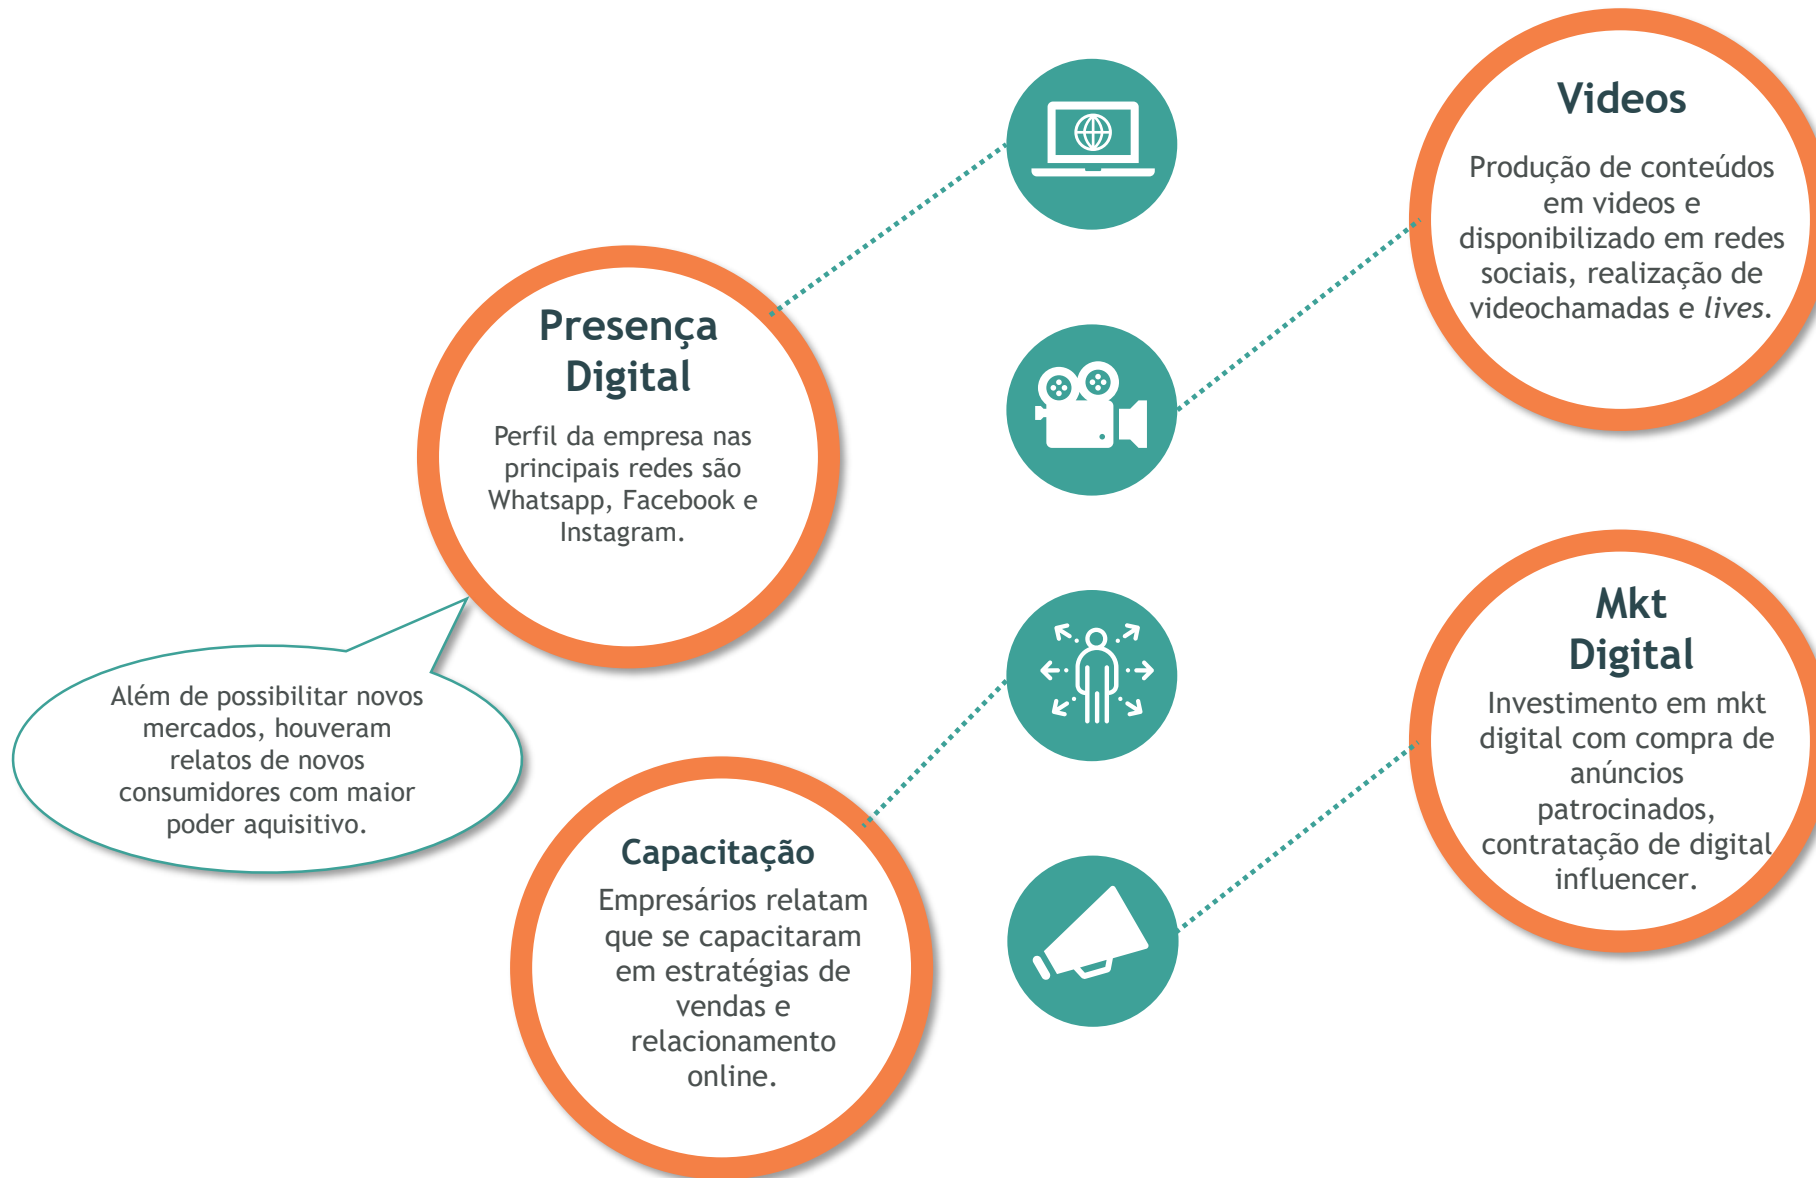 Presença
Digital
Perfil da empresa nas
principais redes são
Whatsapp, Facebook e
Instagram.
Além de possibilitar novos
mercados, houveram
relatos de novos
consumidores com maior
poder aquisitivo.
Capacitação
Empresários relatam
que se capacitaram
em estratégias de
vendas e
relacionamento
online.
Videos
Produção de conteúdos
em videos e
disponibilizado em redes
sociais, realização de
videochamadas e lives.
Mkt
Digital
Investimento em mkt
digital com compra de
anúncios
patrocinados,
contratação de digital
influencer.